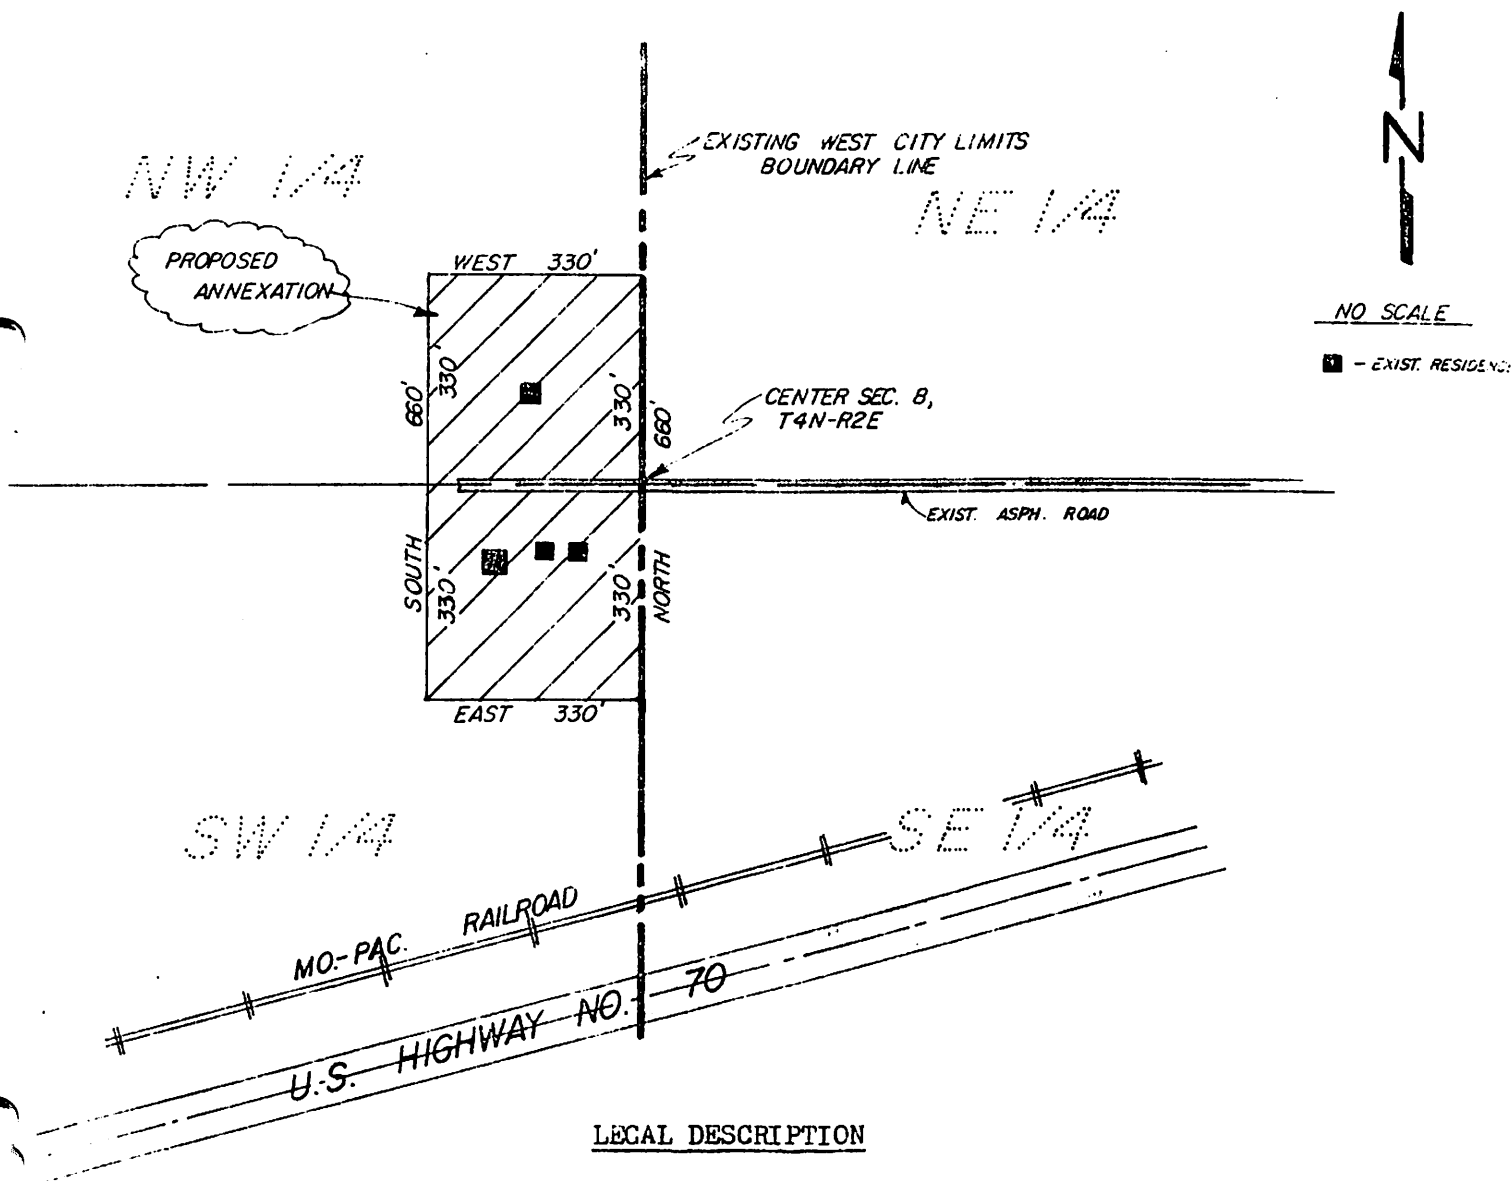 N
NO SCALE
- EXIST. RESIDENC
EXISTING WEST CITY LIMITS
BOUNDARY LINE
NW 1/4
NE 1/4
PROPOSED
ANNEXATION
WEST 330'
660'
330'
330'
660'
CENTER SEC. 8,
T4N-R2E
EXIST. ASPH. ROAD
SOUTH
330'
330'
NORTH
EAST 330'
SW 1/4
SE 1/4
MO.-PAC. RAILROAD
U.S. HIGHWAY NO. 70
LEGAL DESCRIPTION